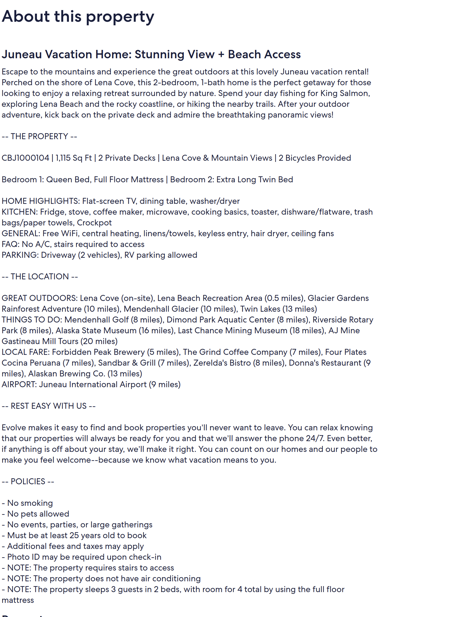 About this property
Juneau Vacation Home: Stunning View + Beach Access
Escape to the mountains and experience the great outdoors at this lovely Juneau vacation rental!
Perched on the shore of Lena Cove, this 2-bedroom, 1-bath home is the perfect getaway for those
looking to enjoy a relaxing retreat surrounded by nature. Spend your day fishing for King Salmon,
exploring Lena Beach and the rocky coastline, or hiking the nearby trails. After your outdoor
adventure, kick back on the private deck and admire the breathtaking panoramic views!
-- THE PROPERTY --
CBJ1000104 | 1,115 Sq Ft | 2 Private Decks | Lena Cove & Mountain Views | 2 Bicycles Provided
Bedroom 1: Queen Bed, Full Floor Mattress | Bedroom 2: Extra Long Twin Bed
HOME HIGHLIGHTS: Flat-screen TV, dining table, washer/dryer
KITCHEN: Fridge, stove, coffee maker, microwave, cooking basics, toaster, dishware/flatware, trash
bags/paper towels, Crockpot
GENERAL: Free WiFi, central heating, linens/towels, keyless entry, hair dryer, ceiling fans
FAQ: No A/C, stairs required to access
PARKING: Driveway (2 vehicles), RV parking allowed
-- THE LOCATION --
GREAT OUTDOORS: Lena Cove (on-site), Lena Beach Recreation Area (0.5 miles), Glacier Gardens
Rainforest Adventure (10 miles), Mendenhall Glacier (10 miles), Twin Lakes (13 miles)
THINGS TO DO: Mendenhall Golf (8 miles), Dimond Park Aquatic Center (8 miles), Riverside Rotary
Park (8 miles), Alaska State Museum (16 miles), Last Chance Mining Museum (18 miles), AJ Mine
Gastineau Mill Tours (20 miles)
LOCAL FARE: Forbidden Peak Brewery (5 miles), The Grind Coffee Company (7 miles), Four Plates
Cocina Peruana (7 miles), Sandbar & Grill (7 miles), Zerelda's Bistro (8 miles), Donna's Restaurant (9
miles), Alaskan Brewing Co. (13 miles)
AIRPORT: Juneau International Airport (9 miles)
-- REST EASY WITH US --
Evolve makes it easy to find and book properties you'll never want to leave. You can relax knowing
that our properties will always be ready for you and that we'll answer the phone 24/7. Even better,
if anything is off about your stay, we'll make it right. You can count on our homes and our people to
make you feel welcome--because we know what vacation means to you.
-- POLICIES --
- No smoking
- No pets allowed
- No events, parties, or large gatherings
- Must be at least 25 years old to book
- Additional fees and taxes may apply
- Photo ID may be required upon check-in
- NOTE: The property requires stairs to access
- NOTE: The property does not have air conditioning
- NOTE: The property sleeps 3 guests in 2 beds, with room for 4 total by using the full floor
mattress